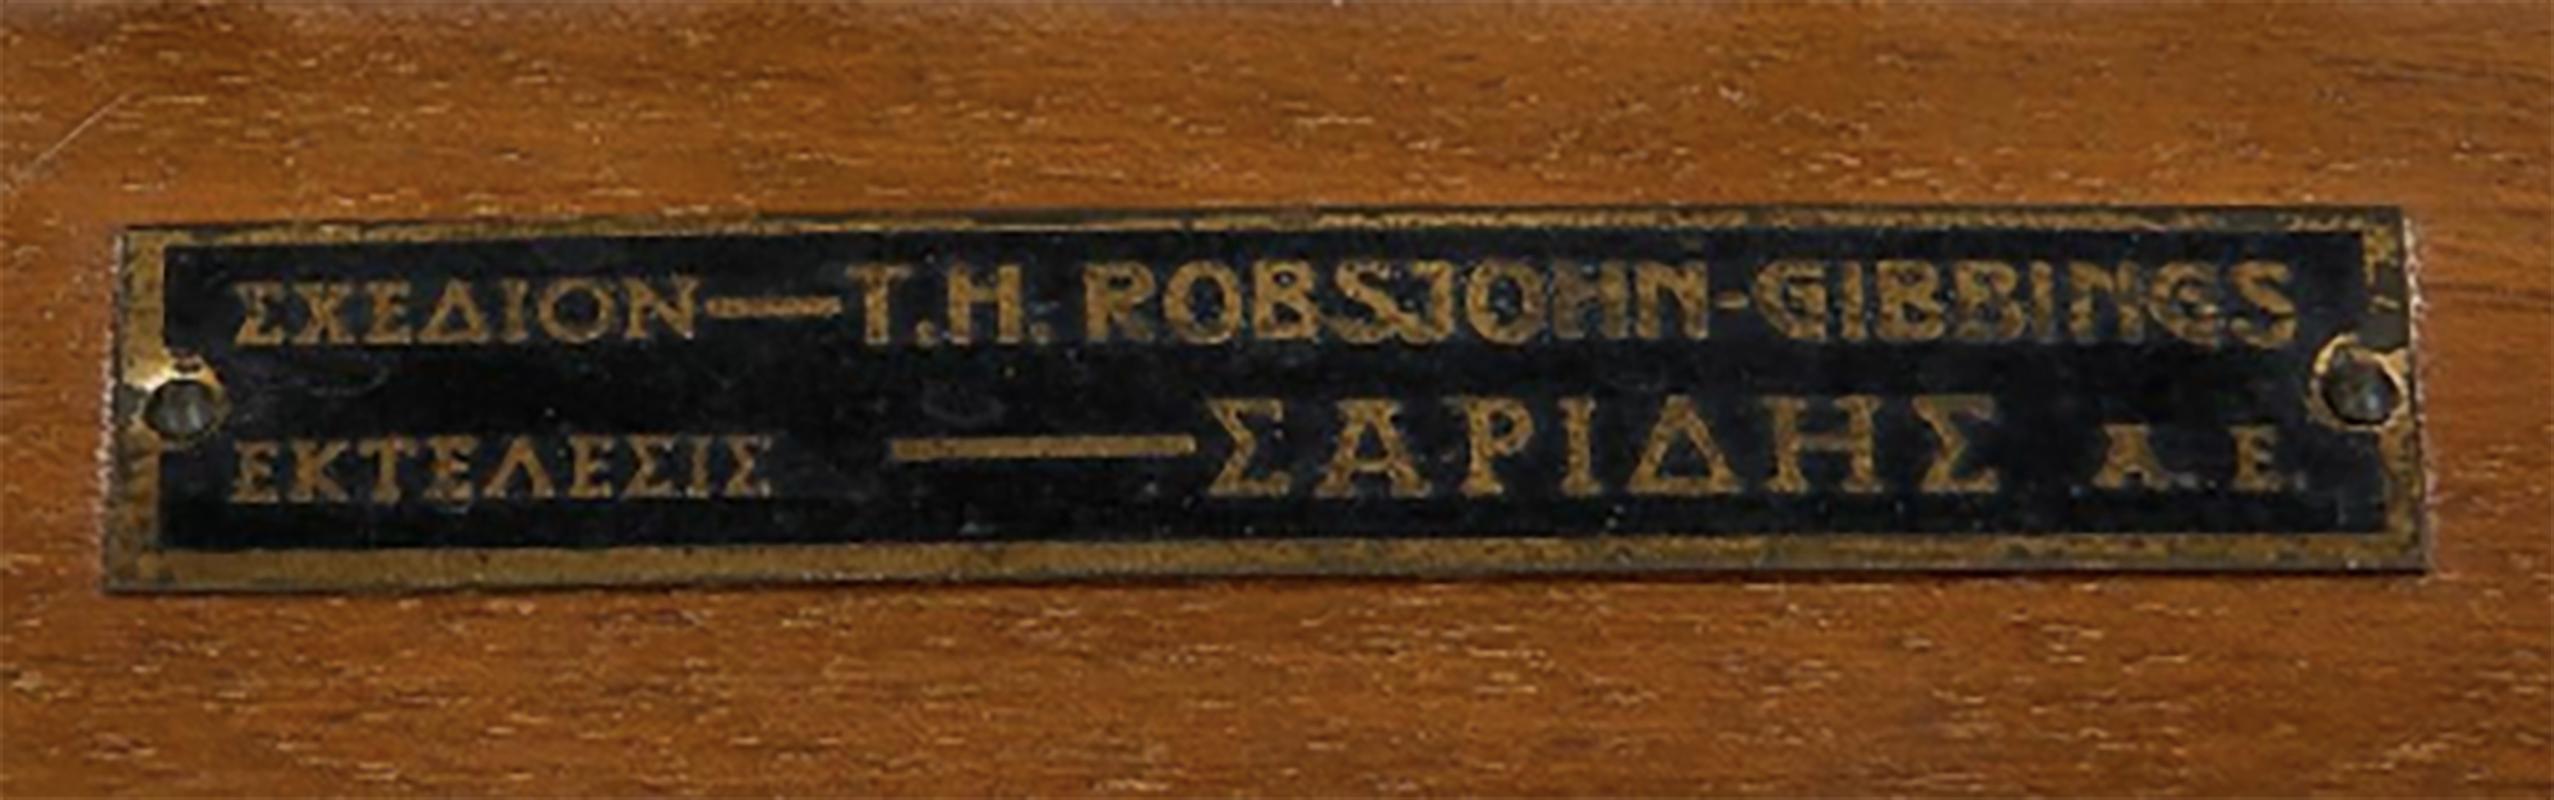 ΣΧΕΔΙΟΝ—T.H. ROBSJOHN-GIBBINGS
ΕΚΤΕΛΕΣΙΣ — ΣΑΡΙΔΗΣ Α.Ε.